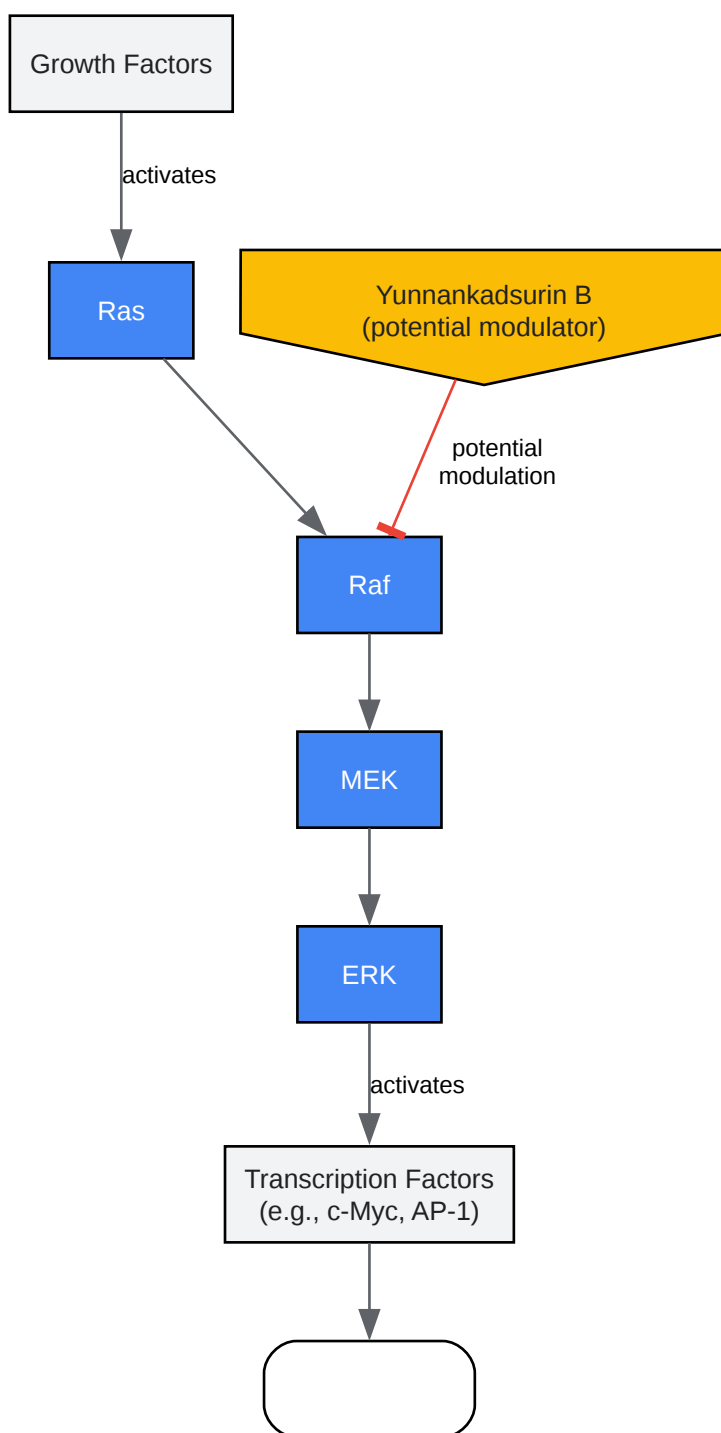 Growth Factors
activates
Ras
Yunnankadsurin B
(potential modulator)
potential
modulation
Raf
MEK
ERK
activates
Transcription Factors
(e.g., c-Myc, AP-1)